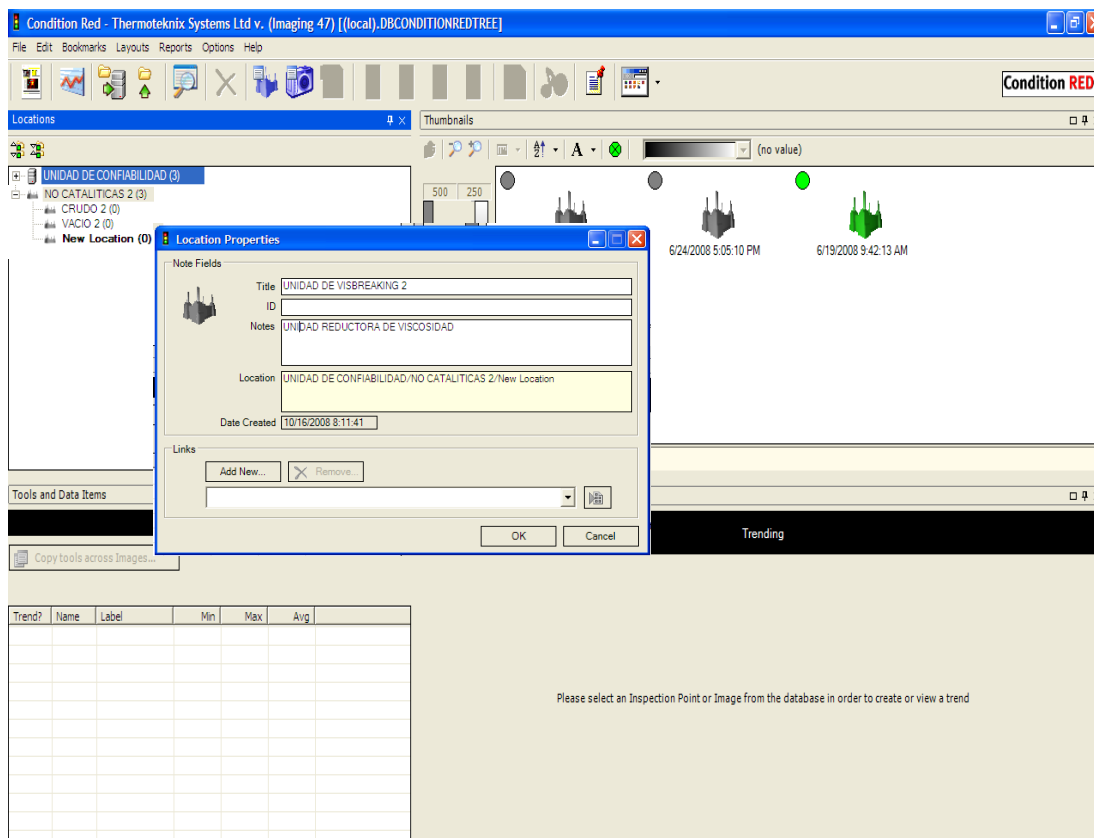 Condition Red - Thermoteknix Systems Ltd v. (Imaging 47) [(local).DBCONDITIONREDTREE]
File Edit Bookmarks Layouts Reports Options Help
Condition RED
Locations
Thumbnails
(no value)
UNIDAD DE CONFIABILIDAD (3)
NO CATALITICAS 2 (3)
CRUDO 2 (0)
VACIO 2 (0)
New Location (0)
500 250
6/24/2008 5:05:10 PM
6/19/2008 9:42:13 AM
Location Properties
Note Fields
Title UNIDAD DE VISBREAKING 2
ID
Notes UNIDAD REDUCTORA DE VISCOSIDAD
Location UNIDAD DE CONFIABILIDAD/NO CATALITICAS 2/New Location
Date Created 10/16/2008 8:11:41
Links
Add New... Remove...
OK Cancel
Tools and Data Items
Trending
Copy tools across Images...
Trend? Name Label Min Max Avg
Please select an Inspection Point or Image from the database in order to create or view a trend